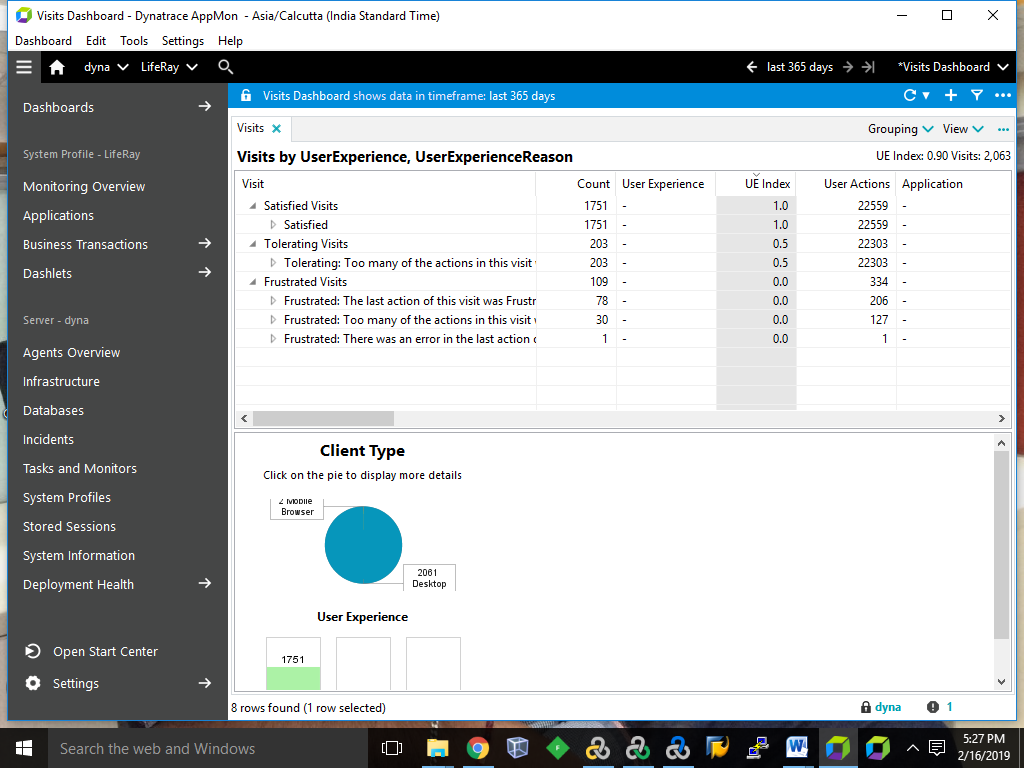 Visits Dashboard - Dynatrace AppMon - Asia/Calcutta (India Standard Time)
Dashboard Edit Tools Settings Help
dyna LifeRay last 365 days *Visits Dashboard
Dashboards
System Profile - LifeRay
Monitoring Overview
Applications
Business Transactions
Dashlets
Server - dyna
Agents Overview
Infrastructure
Databases
Incidents
Tasks and Monitors
System Profiles
Stored Sessions
System Information
Deployment Health
Open Start Center
Settings
Visits Dashboard shows data in timeframe: last 365 days
Visits Grouping View
Visits by UserExperience, UserExperienceReason UE Index: 0.90 Visits: 2,063
Visit Count User Experience UE Index User Actions Application
Satisfied Visits 1751 - 1.0 22559 -
Satisfied 1751 - 1.0 22559 -
Tolerating Visits 203 - 0.5 22303 -
Tolerating: Too many of the actions in this visit 203 - 0.5 22303 -
Frustrated Visits 109 - 0.0 334 -
Frustrated: The last action of this visit was Frustr 78 - 0.0 206 -
Frustrated: Too many of the actions in this visit 30 - 0.0 127 -
Frustrated: There was an error in the last action 1 - 0.0 1 -
Client Type
Click on the pie to display more details
2 Mobile
Browser
2061
Desktop
User Experience
1751
8 rows found (1 row selected) dyna 1
Search the web and Windows
5:27 PM
2/16/2019